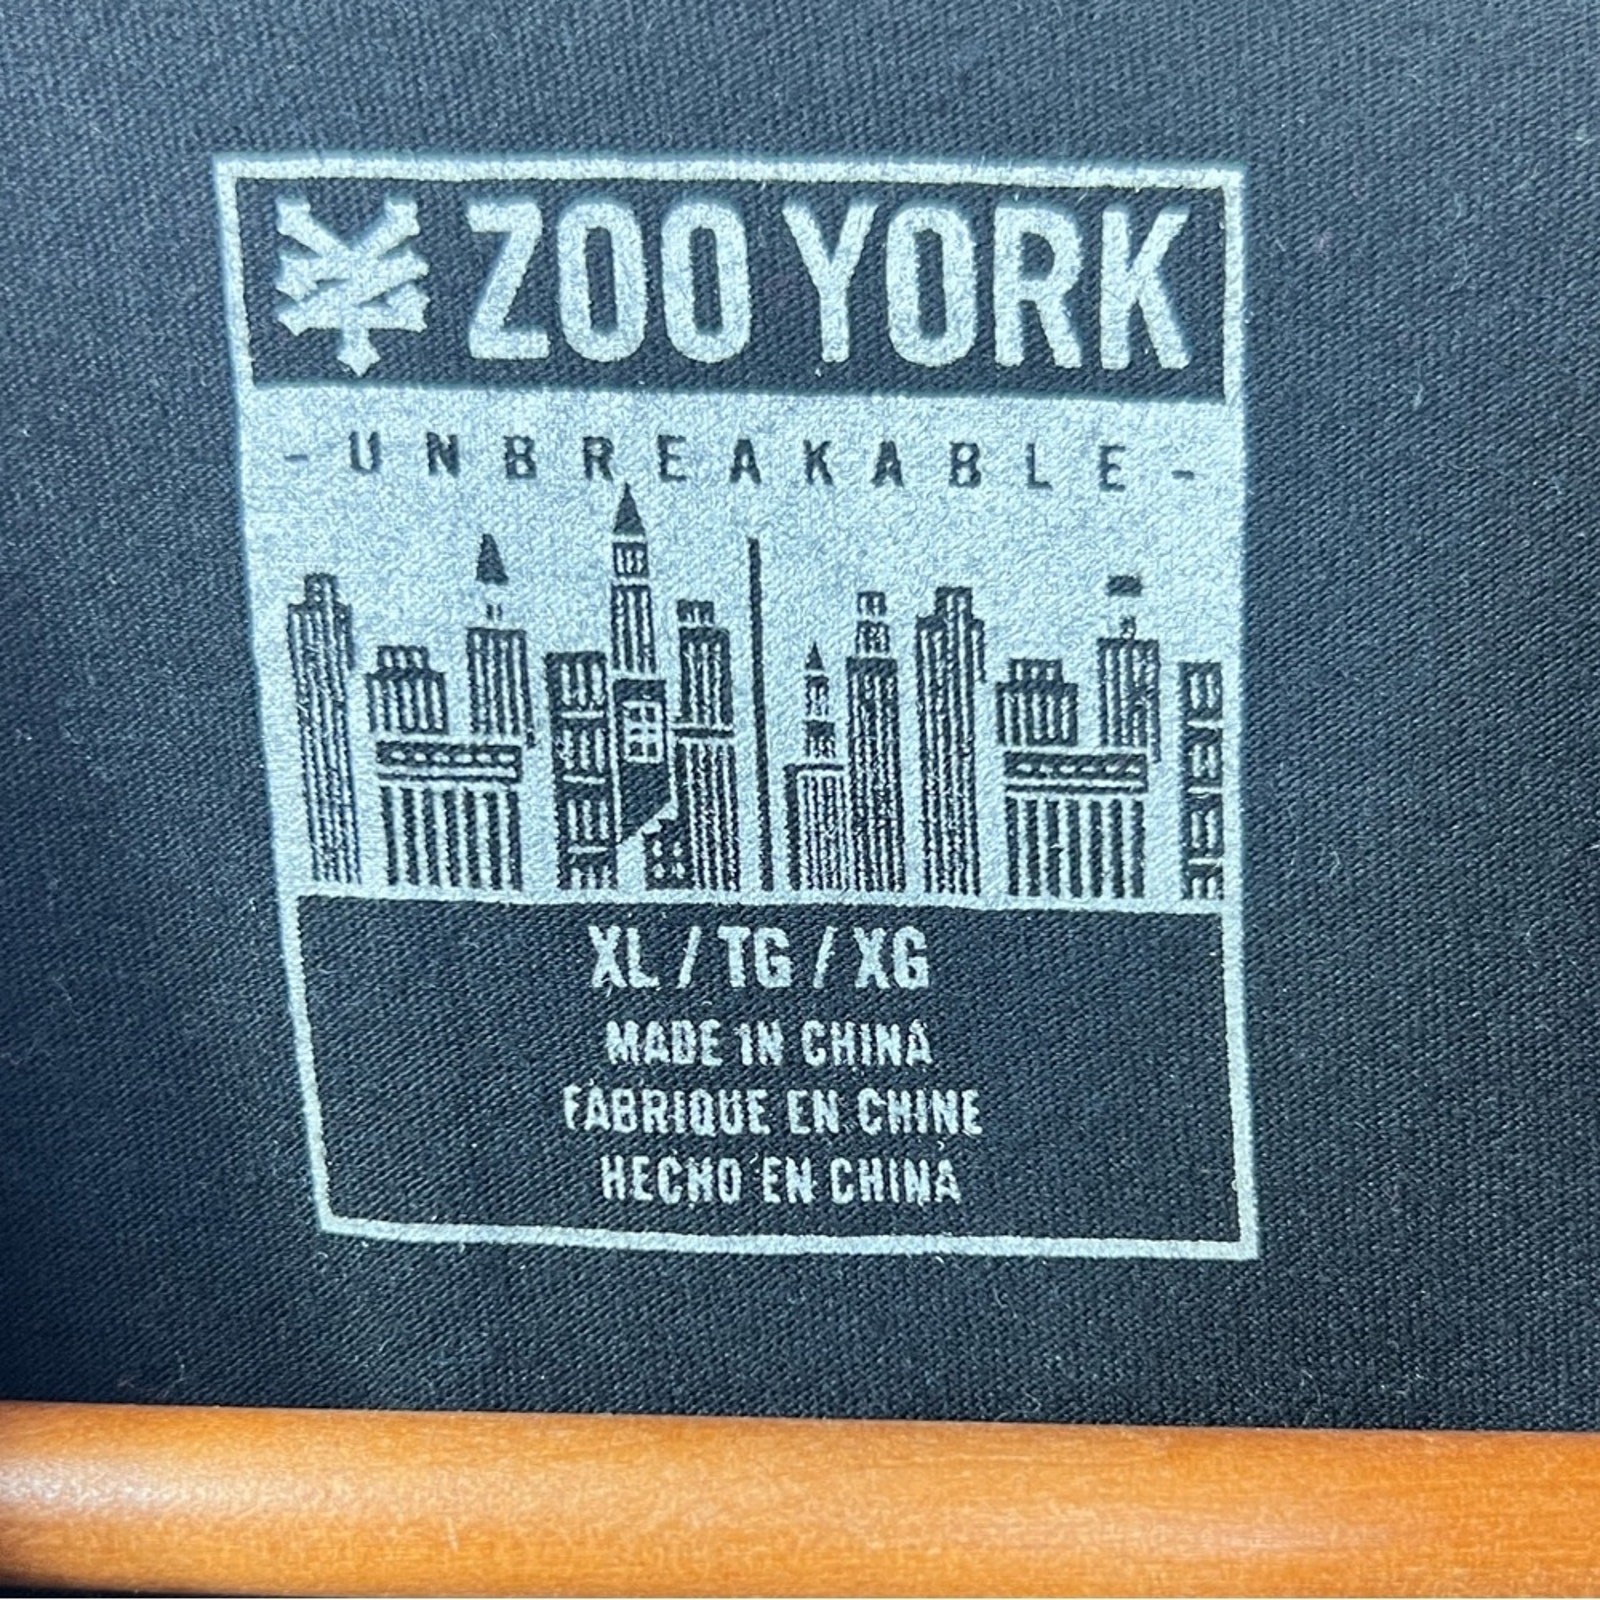 ZOO YORK
- UNBREAKABLE -
XL / TG / XG
MADE IN CHINA
FABRIQUE EN CHINE
HECHO EN CHINA